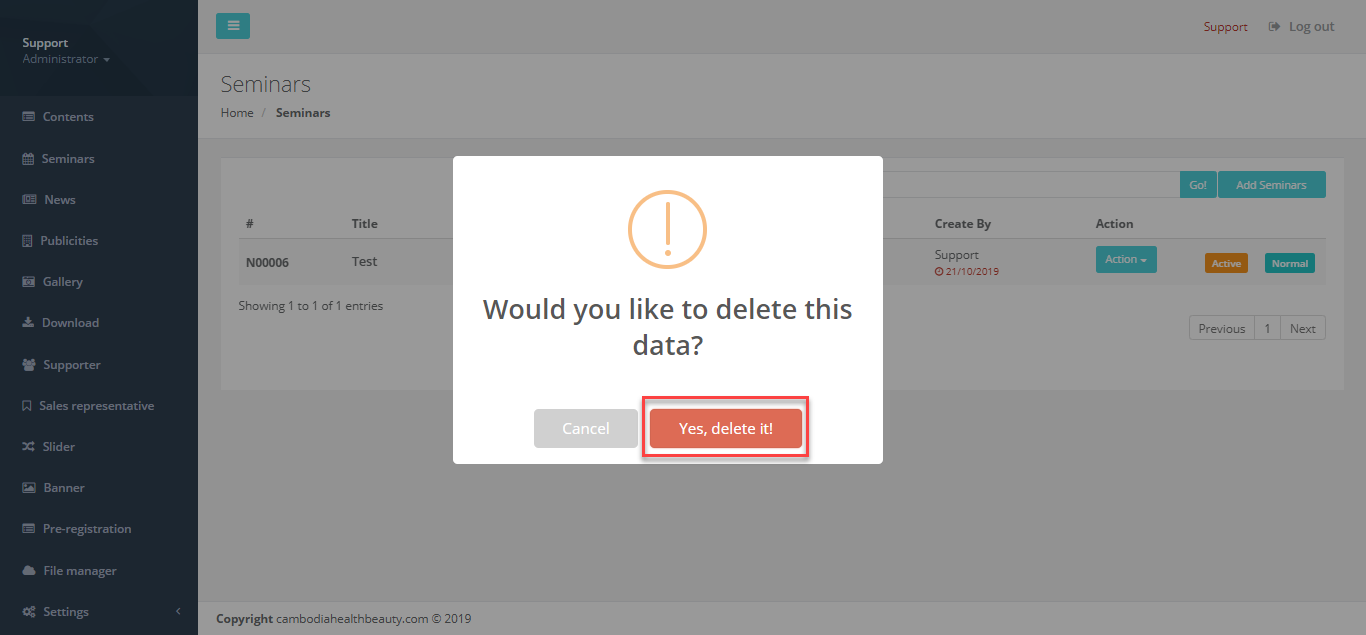 Support
Administrator
Contents
Seminars
News
Publicities
Gallery
Download
Supporter
Sales representative
Slider
Banner
Pre-registration
File manager
Settings
Support Log out
Seminars
Home / Seminars
Go! Add Seminars
# Title Create By Action
N00006 Test Support Action Active Normal
21/10/2019
Showing 1 to 1 of 1 entries
Previous 1 Next
Would you like to delete this
data?
Cancel Yes, delete it!
Copyright cambodiahealthbeauty.com © 2019